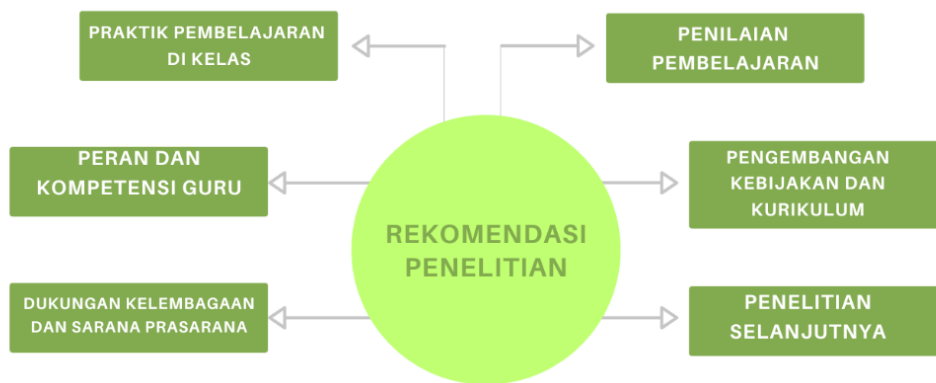 PRAKTIK PEMBELAJARAN
DI KELAS
PENILAIAN
PEMBELAJARAN
PERAN DAN
KOMPETENSI GURU
PENGEMBANGAN
KEBIJAKAN DAN
KURIKULUM
REKOMENDASI
PENELITIAN
DUKUNGAN KELEMBAGAAN
DAN SARANA PRASARANA
PENELITIAN
SELANJUTNYA